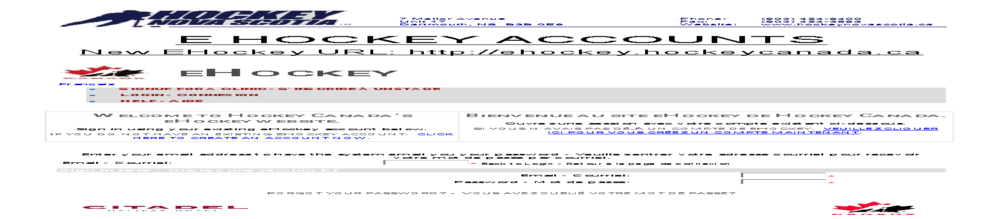 HOCKEY
NOVA SCOTIA
7 Mellor Avenue
Unit 17
Dartmouth, NS B3B 0E8
Phone: (902) 454-9400
Fax: (902) 454-3883
Website: www.hockeynovascotia.ca
E HOCKEY ACCOUNTS
New EHockey URL: http://ehockey.hockeycanada.ca
CANADA
EHOCKEY
Français
SIGNUP FOR A CLINIC - S'INSCRIRE À UN STAGE
LOGIN - CONNEXION
HELP - AIDE
WELCOME TO HOCKEY CANADA'S
EHOCKEY WEBSITE.
Sign in using your existing eHockey account below.
IF YOU DO NOT HAVE AN EXISTING EHOCKEY ACCOUNT. CLICK
HERE TO CREATE AN ACCOUNT NOW.
BIENVENUE AU SITE EHOCKEY DE HOCKEY CANADA.
Ouvrez une session avec votre compte existant ci-dessous.
SI VOUS N'AVAIS PAS DÉJÀ UN COMPTE DE EHOCKEY. VEUILLEZ CLIQUER
ICI POUR VOUS CRÉEZ UN COMPTE MAINTENANT.
Enter your email address to have the system email you your password - Veuillez entrer votre adresse courriel pour recevoir
votre mot de passe par courriel.
Email - Courriel: * Back to Login - Retour à la page de connexion
Sign in here - Ouvrez une session ici
Email - Courriel: *
Password - Mot de passe: *
FORGOT YOUR PASSWORD? - VOUS AVEZ OUBLIÉ VOTRE MOT DE PASSE?
CITADEL
HALIFAX HOTEL
CANADA